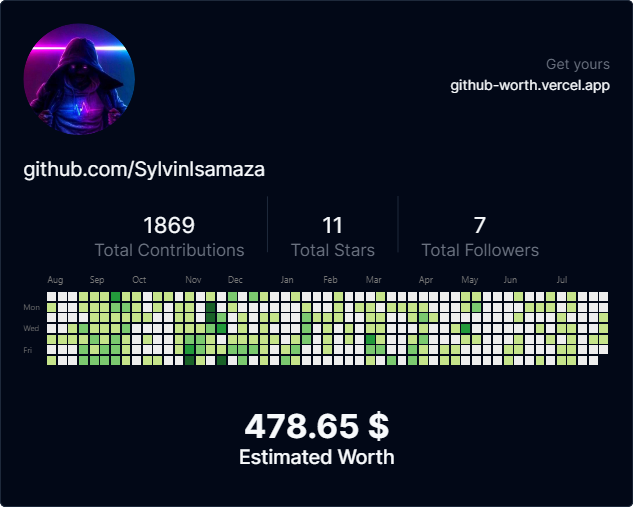 Get yours
github-worth.vercel.app
github.com/SylvinIsamaza
1869
Total Contributions
11
Total Stars
7
Total Followers
Aug Sep Oct Nov Dec Jan Feb Mar Apr May Jun Jul
Mon
Wed
Fri
478.65 $
Estimated Worth